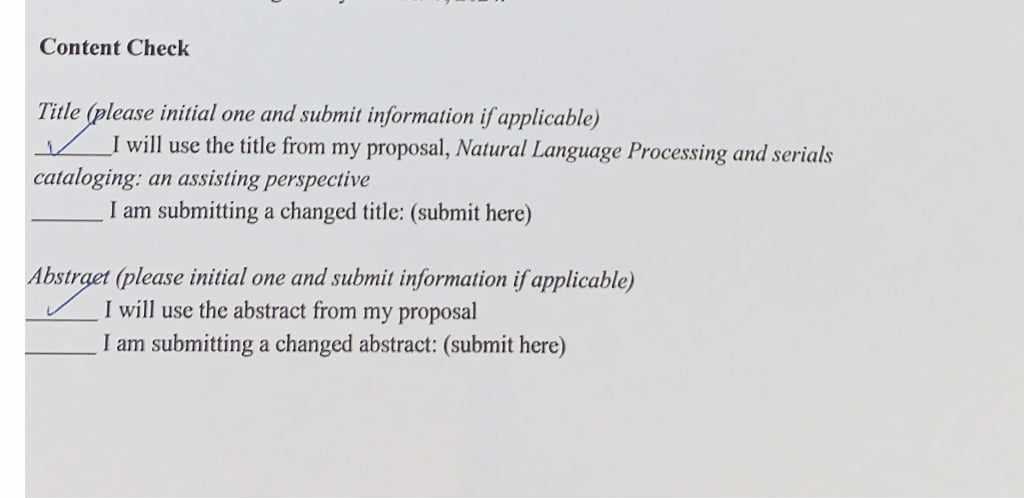 Content Check
Title (please initial one and submit information if applicable)
I will use the title from my proposal, Natural Language Processing and serials
cataloging: an assisting perspective
______ I am submitting a changed title: (submit here)
Abstract (please initial one and submit information if applicable)
I will use the abstract from my proposal
______ I am submitting a changed abstract: (submit here)